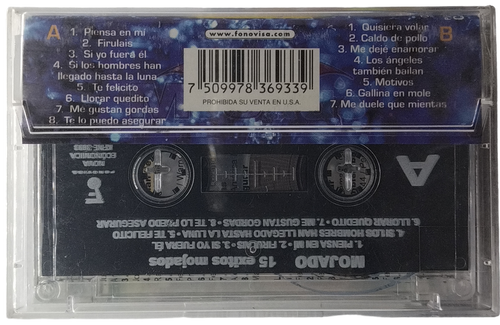 A
1. Piensa en mi
2. Firulais
3. Si yo fuera él
4. Si los hombres han
llegado hasta la luna
5. Tu felicito
6. Llorar quedito
7. Me gustan gordas
8. Te lo puedo asegurar
www.fonovisa.com
7 509978 369339
PROHIBIDA SU VENTA EN U.S.A.
B
1. Quisiera volar
2. Caldo de pollo
3. Me dejé enamorar
4. Los ángeles
también bailan
5. Motivos
6. Gallina en mole
7. Me duele que mientas
A
NOVA
ECONOMICA
MOJADO
15 exitos mojados
1. PIENSA EN MÍ 2. FIRULAIS • 3. SI YO FUERA ÉL
4. SI LOS HOMBRES HAN LLEGADO HASTA LA LUNA • 5. TE FELICITO
6. LLORAR QUEDITO • 7. ME GUSTAN GORDAS • 8. TE LO PUEDO ASEGURAR